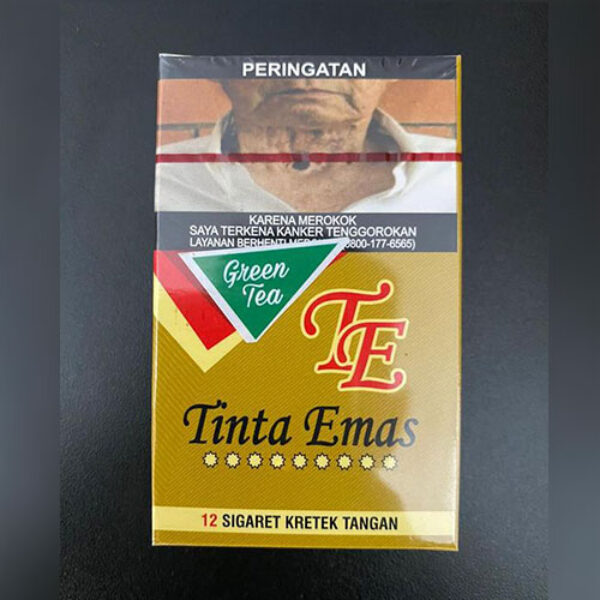 PERINGATAN
KARENA MEROKOK
SAYA TERKENA KANKER TENGGOROKAN
LAYANAN BERHENTI 0800-177-6565)
Green
Tea
TE
Tinta Emas
12 SIGARET KRETEK TANGAN